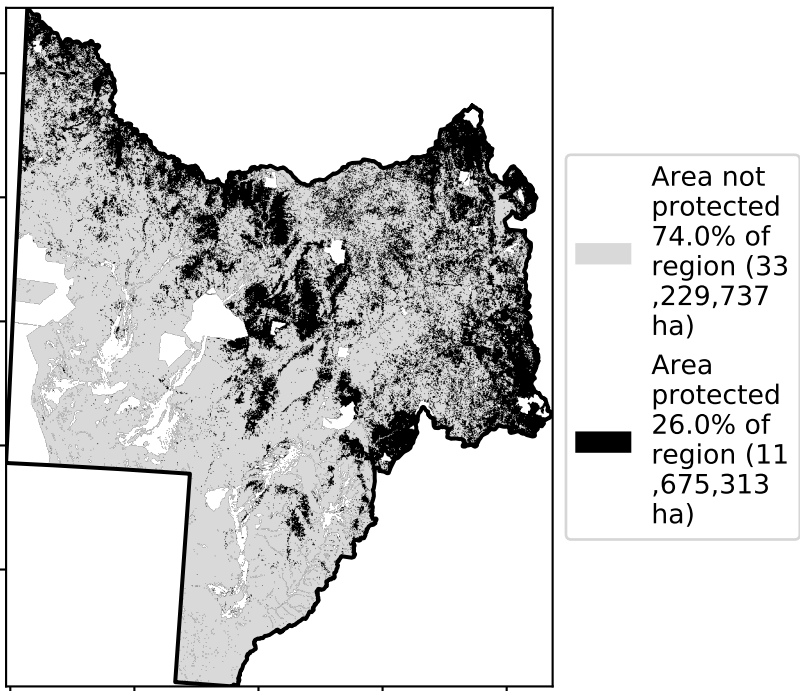 Area not
protected
74.0% of
region (33
,229,737
ha)
Area
protected
26.0% of
region (11
,675,313
ha)